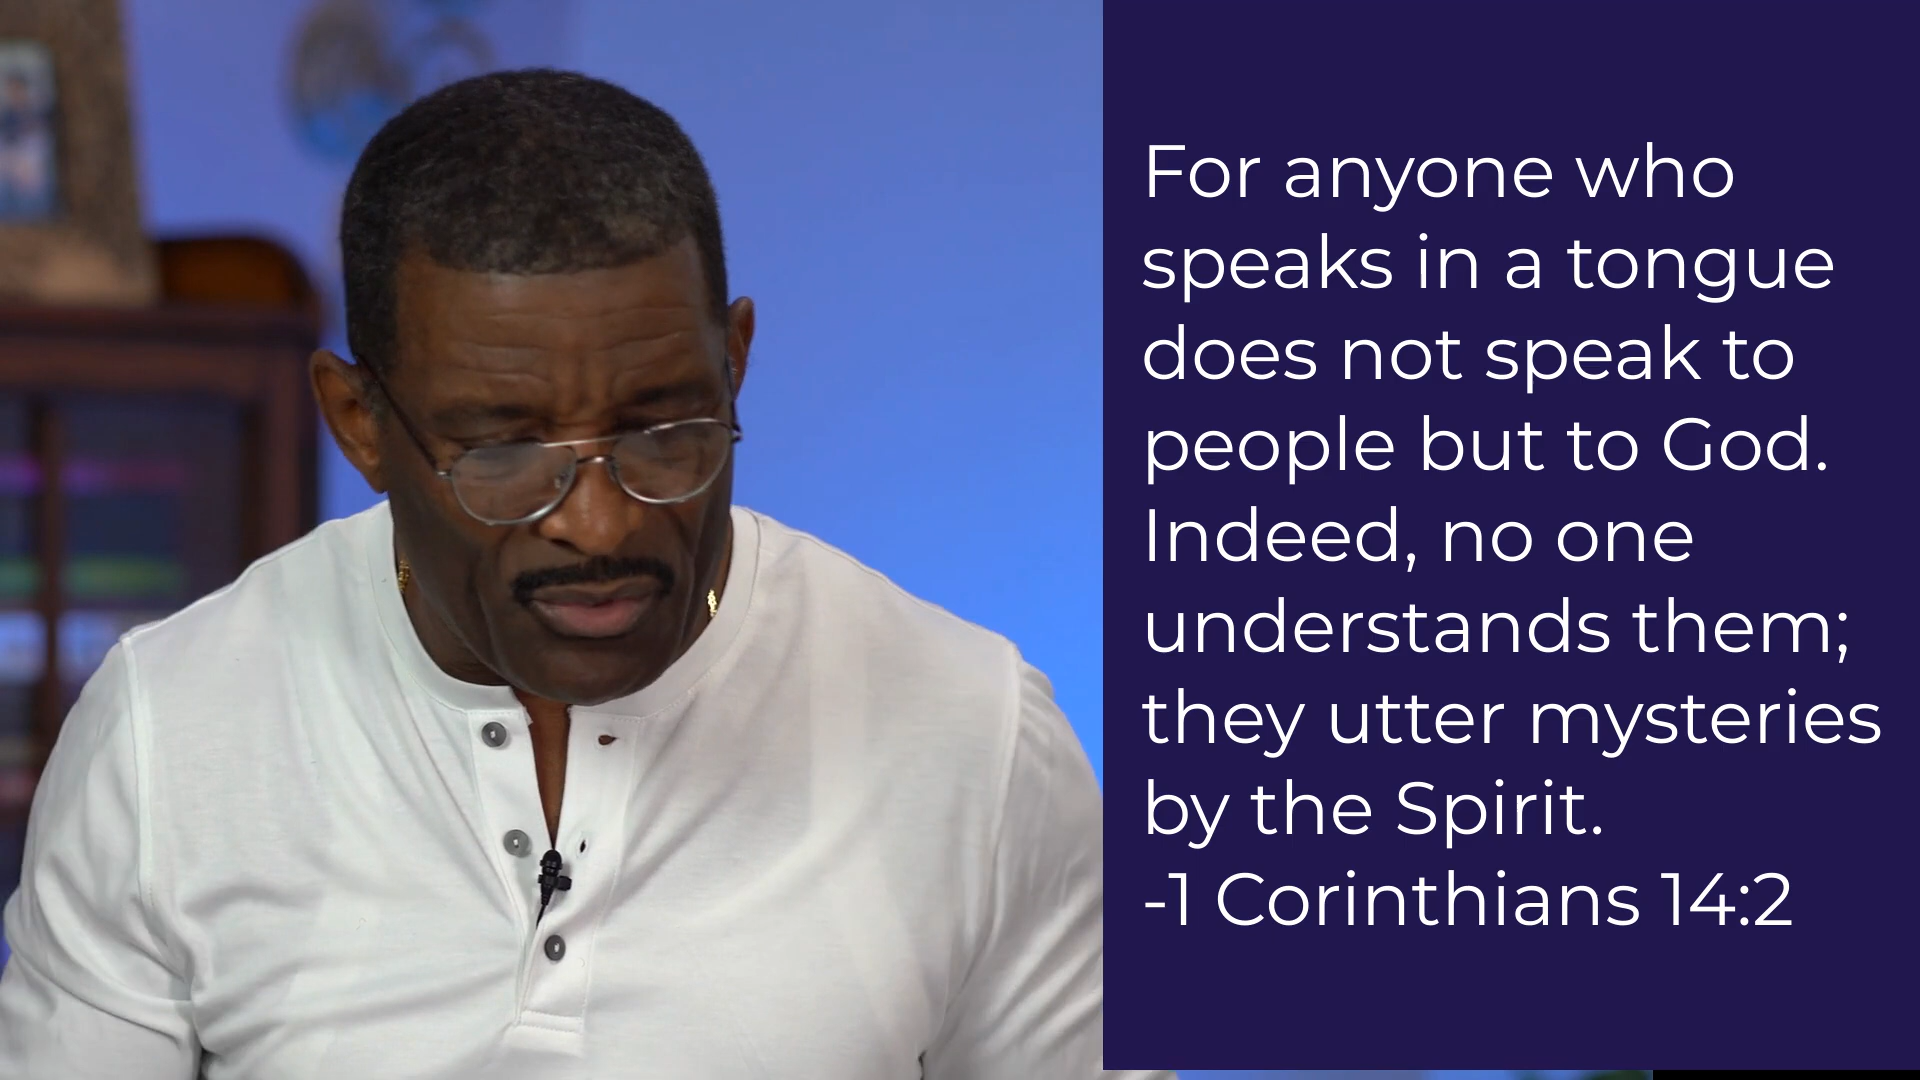 For anyone who
speaks in a tongue
does not speak to
people but to God.
Indeed, no one
understands them;
they utter mysteries
by the Spirit.
-1 Corinthians 14:2